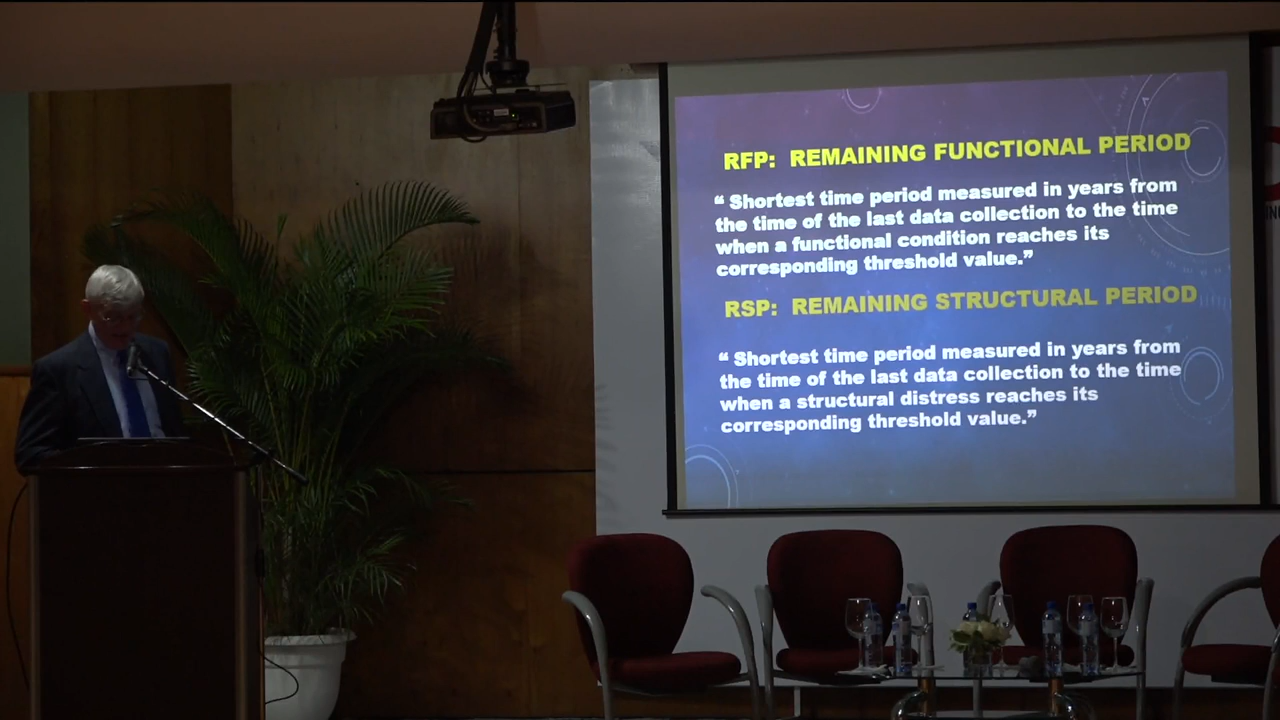 RFP: REMAINING FUNCTIONAL PERIOD
“ Shortest time period measured in years from
the time of the last data collection to the time
when a functional condition reaches its
corresponding threshold value.”
RSP: REMAINING STRUCTURAL PERIOD
“ Shortest time period measured in years from
the time of the last data collection to the time
when a structural distress reaches its
corresponding threshold value.”